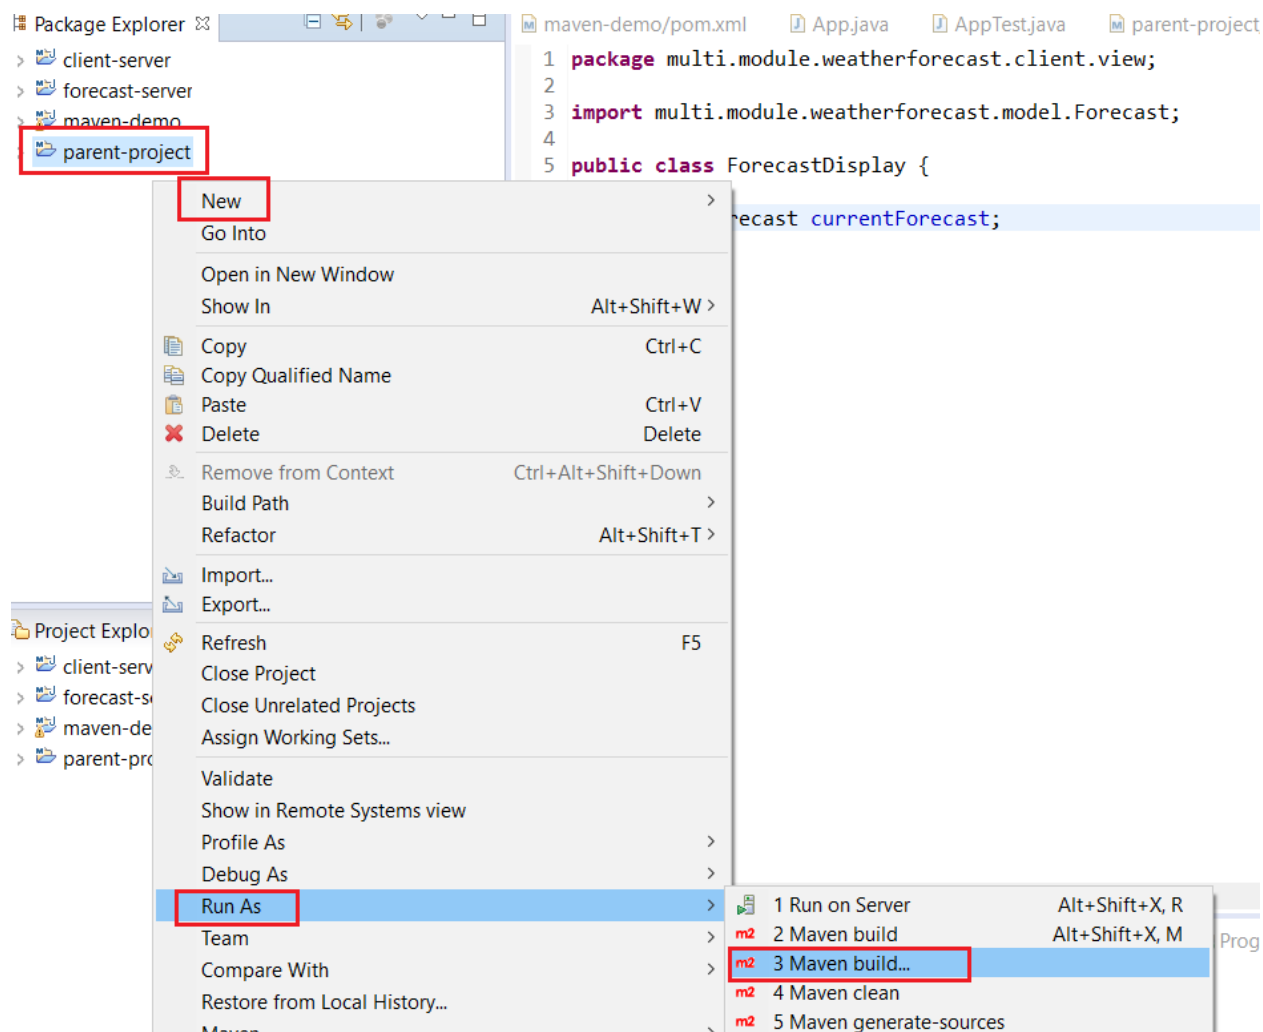 Package Explorer
client-server
forecast-server
maven-demo
parent-project
maven-demo/pom.xml App.java AppTest.java parent-project
1 package multi.module.weatherforecast.client.view;
2
3 import multi.module.weatherforecast.model.Forecast;
4
5 public class ForecastDisplay {
recast currentForecast;
New
Go Into
Open in New Window
Show In Alt+Shift+W
Copy Ctrl+C
Copy Qualified Name
Paste Ctrl+V
Delete Delete
Remove from Context Ctrl+Alt+Shift+Down
Build Path
Refactor Alt+Shift+T
Import...
Export...
Refresh F5
Close Project
Close Unrelated Projects
Assign Working Sets...
Validate
Show in Remote Systems view
Profile As
Debug As
Run As
Team
Compare With
Restore from Local History...
Maven
Project Explo
client-serv
forecast-s
maven-de
parent-pro
1 Run on Server Alt+Shift+X, R
m2 2 Maven build Alt+Shift+X, M
m2 3 Maven build...
m2 4 Maven clean
m2 5 Maven generate-sources
Prog